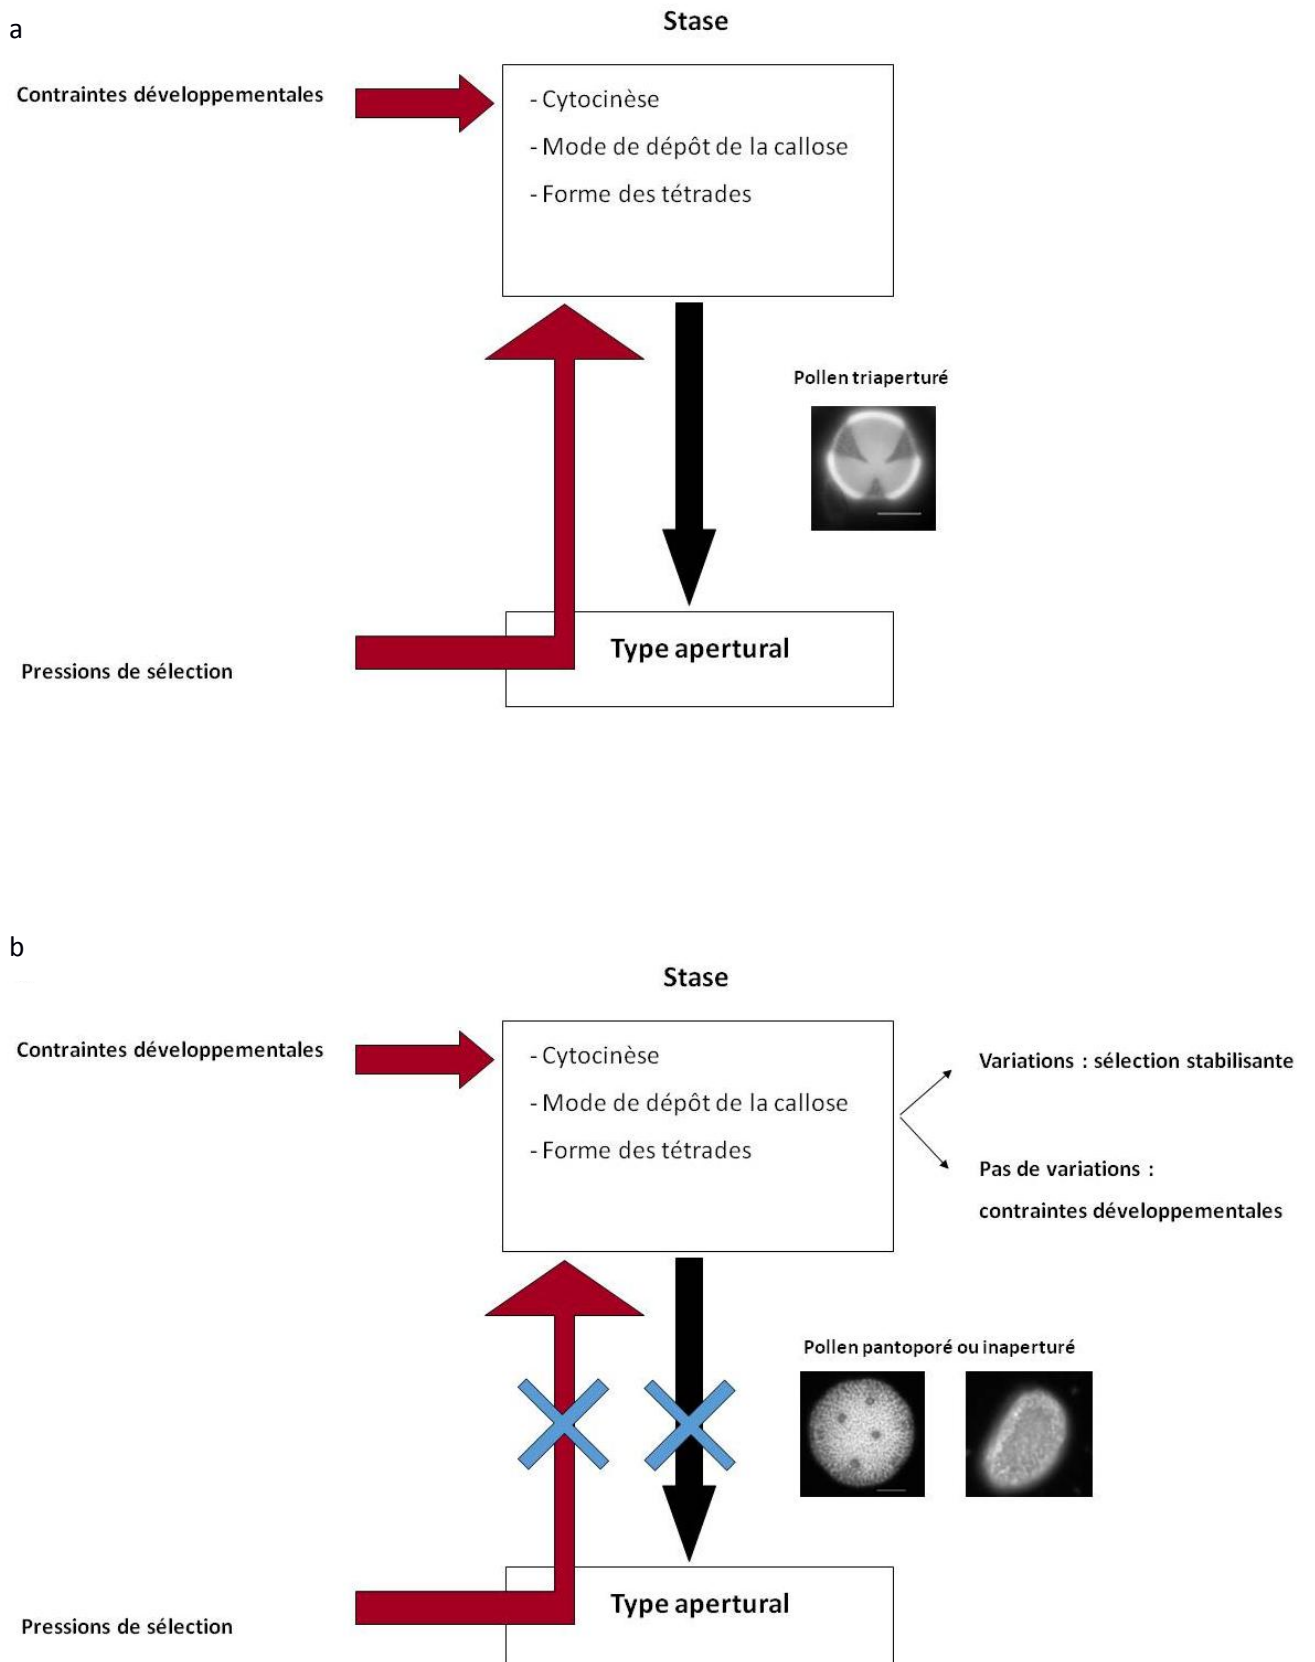 a
Stase
Contraintes développementales
- Cytocinèse
- Mode de dépôt de la callose
- Forme des tétrades
Pollen triaperturé
Type apertural
Pressions de sélection
b
Stase
Contraintes développementales
- Cytocinèse
- Mode de dépôt de la callose
- Forme des tétrades
Variations : sélection stabilisante
Pas de variations :
contraintes développementales
Pollen pantoporé ou inaperturé
Type apertural
Pressions de sélection